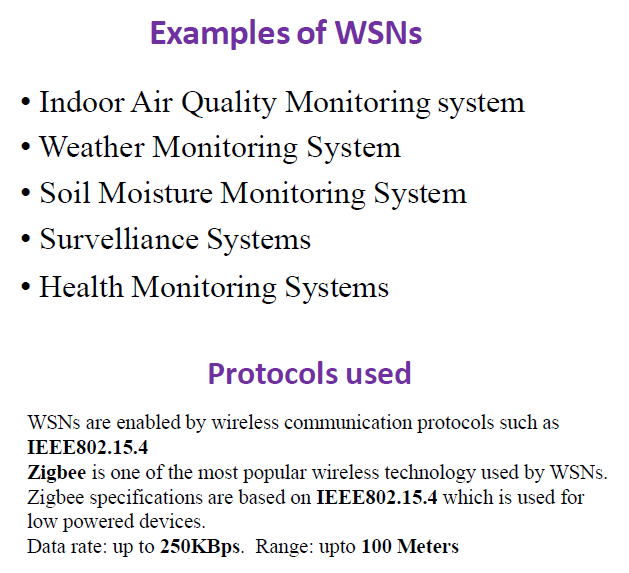 Examples of WSNs
• Indoor Air Quality Monitoring system
• Weather Monitoring System
• Soil Moisture Monitoring System
• Survelliance Systems
• Health Monitoring Systems
Protocols used
WSNs are enabled by wireless communication protocols such as
IEEE802.15.4
Zigbee is one of the most popular wireless technology used by WSNs.
Zigbee specifications are based on IEEE802.15.4 which is used for
low powered devices.
Data rate: up to 250KBps. Range: upto 100 Meters